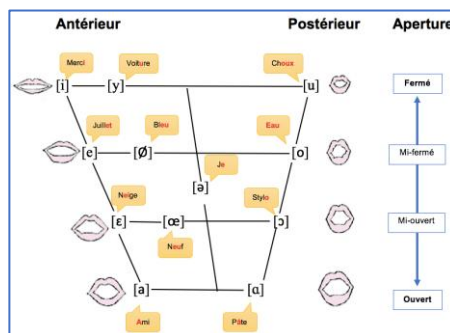 Antérieur Postérieur Aperture
Merci Voiture Choux
[i] [y] [u] Fermé
Juillet Bleu Eau
[e] [Ø] [o] Mi-fermé
Je
[ə]
Neige Stylo
[ɛ] [œ] [ɔ] Mi-ouvert
Neuf
[a] [ɑ] Ouvert
Ami Pâte